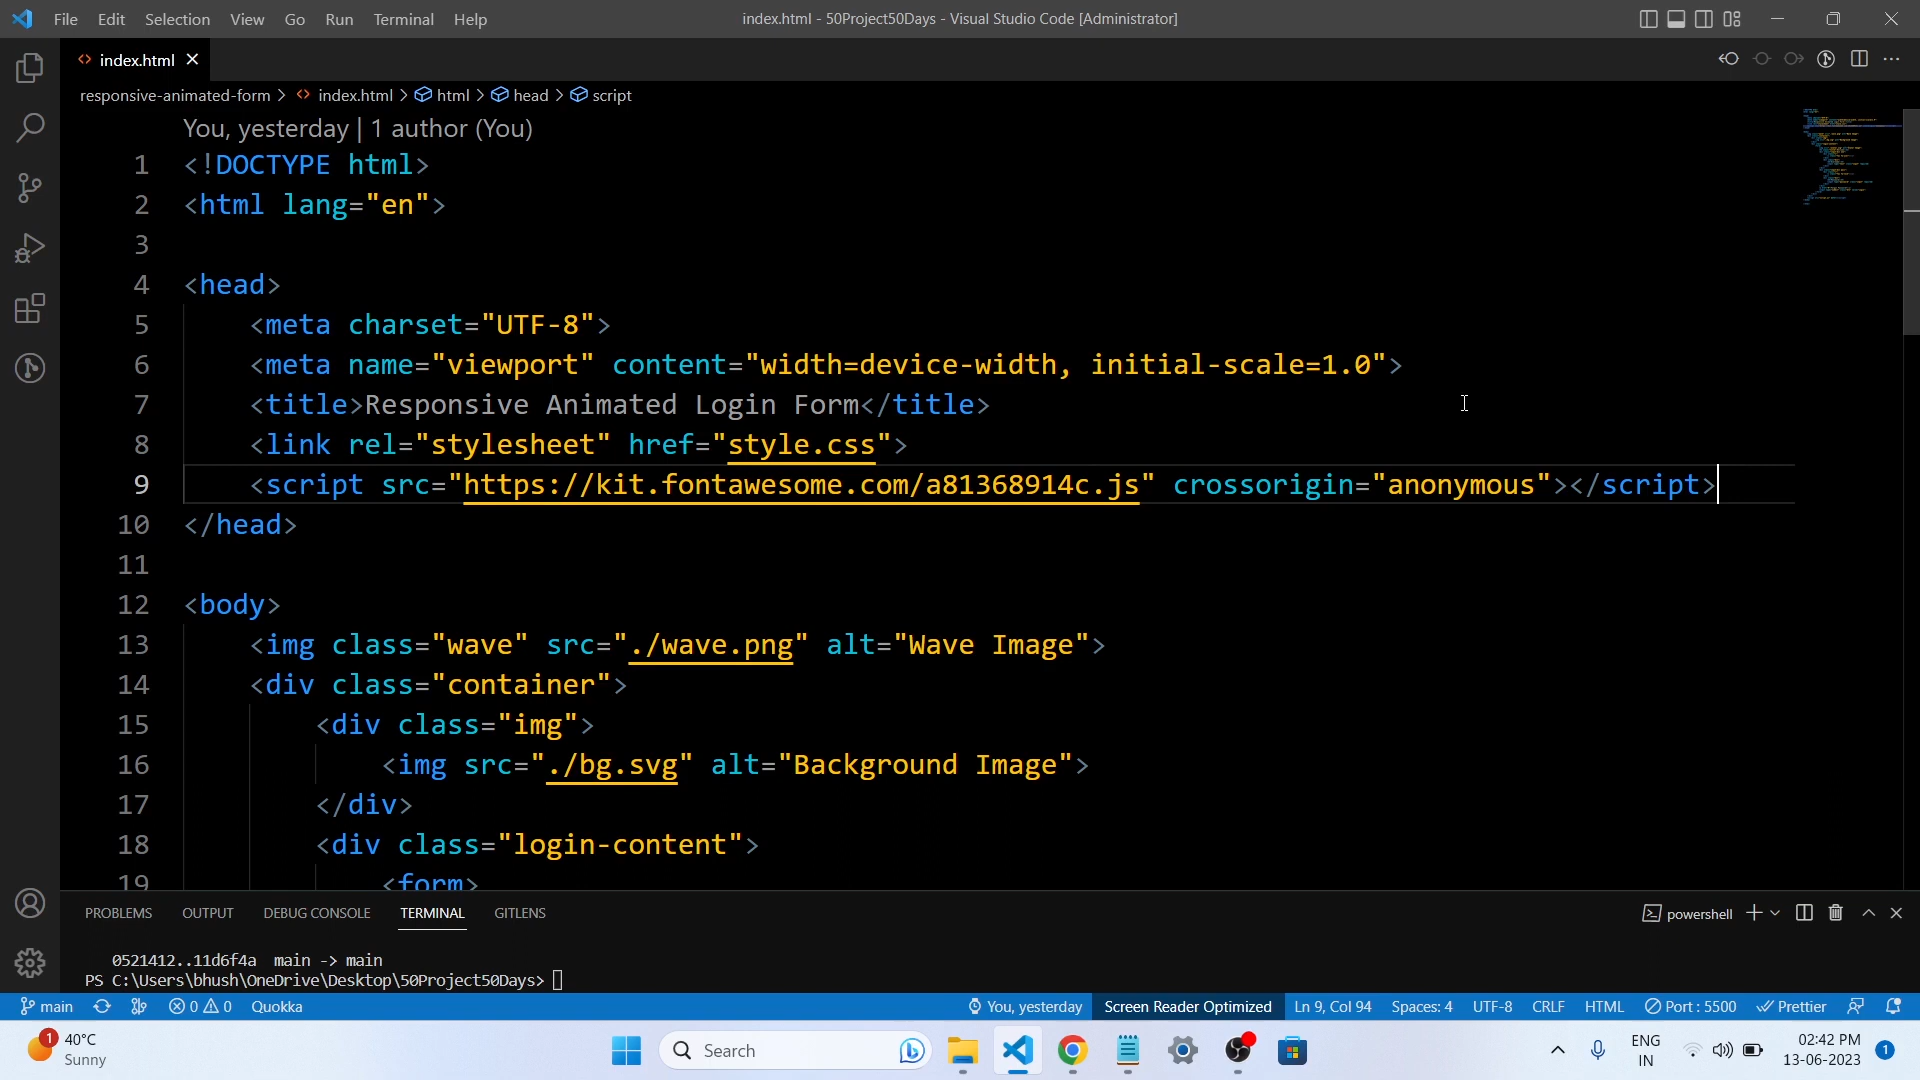 File Edit Selection View Go Run Terminal Help
index.html - 50Project50Days - Visual Studio Code [Administrator]
<> index.html
responsive-animated-form > <> index.html > html > head > script
You, yesterday | 1 author (You)
1 <!DOCTYPE html>
2 <html lang="en">
3
4 <head>
5 <meta charset="UTF-8">
6 <meta name="viewport" content="width=device-width, initial-scale=1.0">
7 <title>Responsive Animated Login Form</title>
8 <link rel="stylesheet" href="style.css">
9 <script src="https://kit.fontawesome.com/a81368914c.js" crossorigin="anonymous"></script>
10 </head>
11
12 <body>
13 <img class="wave" src="./wave.png" alt="Wave Image">
14 <div class="container">
15 <div class="img">
16 <img src="./bg.svg" alt="Background Image">
17 </div>
18 <div class="login-content">
19 <form>
PROBLEMS OUTPUT DEBUG CONSOLE TERMINAL GITLENS
powershell
0521412..11d6f4a main -> main
PS C:\Users\bhush\OneDrive\Desktop\50Project50Days>
main 0 0 Quokka
You, yesterday Screen Reader Optimized Ln 9, Col 94 Spaces: 4 UTF-8 CRLF HTML Port : 5500 Prettier
1 40°C
Sunny
Search
ENG
IN
02:42 PM
13-06-2023
1